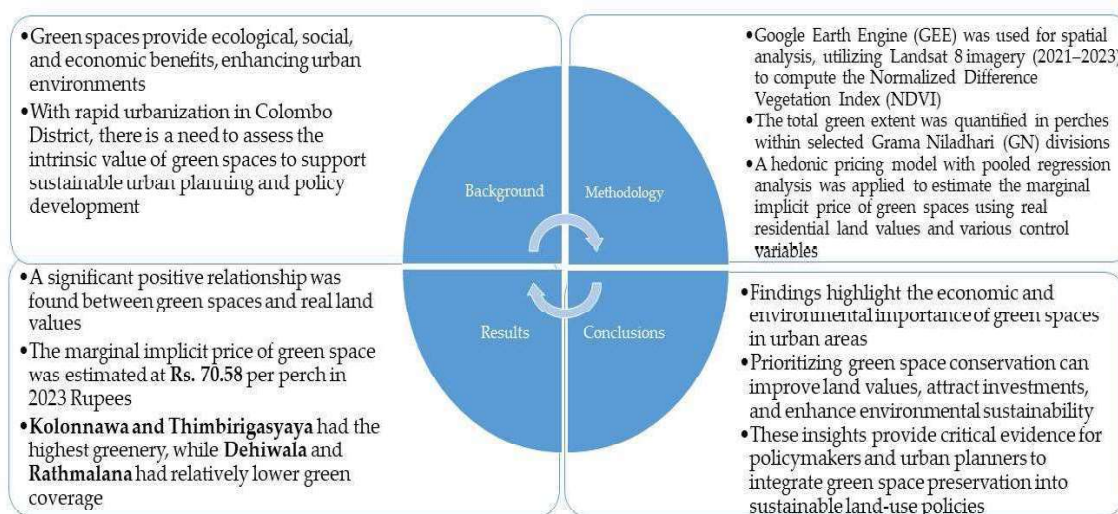 •Green spaces provide ecological, social,
and economic benefits, enhancing urban
environments
•With rapid urbanization in Colombo
District, there is a need to assess the
intrinsic value of green spaces to support
sustainable urban planning and policy
development
•Google Earth Engine (GEE) was used for spatial
analysis, utilizing Landsat 8 imagery (2021–2023)
to compute the Normalized Difference
Vegetation Index (NDVI)
•The total green extent was quantified in perches
within selected Grama Niladhari (GN) divisions
•A hedonic pricing model with pooled regression
analysis was applied to estimate the marginal
implicit price of green spaces using real
residential land values and various control
variables
Background
Methodology
Results
Conclusions
•A significant positive relationship was
found between green spaces and real land
values
•The marginal implicit price of green space
was estimated at Rs. 70.58 per perch in
2023 Rupees
•Kolonnawa and Thimbirigasyaya had the
highest greenery, while Dehiwala and
Rathmalana had relatively lower green
coverage
•Findings highlight the economic and
environmental importance of green spaces
in urban areas
•Prioritizing green space conservation can
improve land values, attract investments,
and enhance environmental sustainability
•These insights provide critical evidence for
policymakers and urban planners to
integrate green space preservation into
sustainable land-use policies